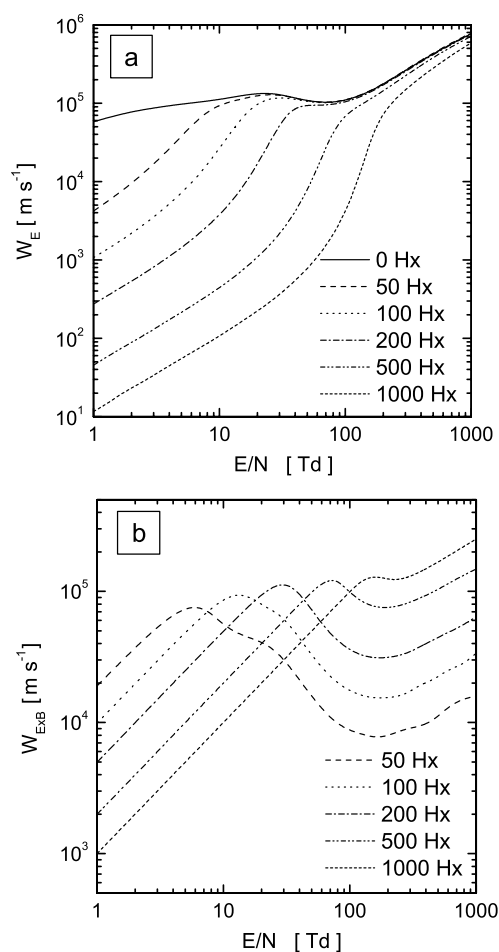 a
10^6
10^5
10^4
10^3
10^2
10^1
W_E [ m s^-1]
0 Hx
50 Hx
100 Hx
200 Hx
500 Hx
1000 Hx
1 10 100 1000
E/N [ Td ]
b
10^5
10^4
10^3
W_ExB [ m s^-1]
50 Hx
100 Hx
200 Hx
500 Hx
1000 Hx
1 10 100 1000
E/N [ Td ]